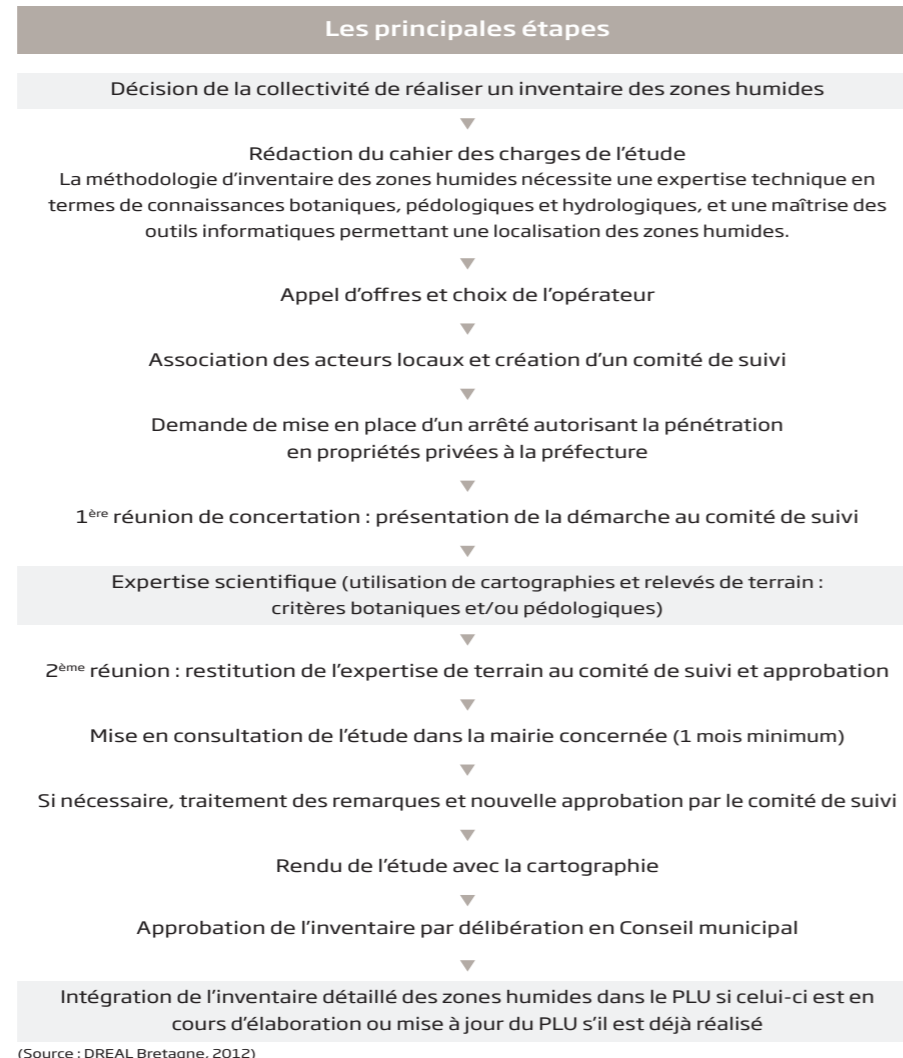 Les principales étapes
Décision de la collectivité de réaliser un inventaire des zones humides
Rédaction du cahier des charges de l'étude
La méthodologie d'inventaire des zones humides nécessite une expertise technique en
termes de connaissances botaniques, pédologiques et hydrologiques, et une maîtrise des
outils informatiques permettant une localisation des zones humides.
Appel d'offres et choix de l'opérateur
Association des acteurs locaux et création d'un comité de suivi
Demande de mise en place d'un arrêté autorisant la pénétration
en propriétés privées à la préfecture
1ère réunion de concertation : présentation de la démarche au comité de suivi
Expertise scientifique (utilisation de cartographies et relevés de terrain :
critères botaniques et/ou pédologiques)
2ème réunion : restitution de l'expertise de terrain au comité de suivi et approbation
Mise en consultation de l'étude dans la mairie concernée (1 mois minimum)
Si nécessaire, traitement des remarques et nouvelle approbation par le comité de suivi
Rendu de l'étude avec la cartographie
Approbation de l'inventaire par délibération en Conseil municipal
Intégration de l'inventaire détaillé des zones humides dans le PLU si celui-ci est en
cours d'élaboration ou mise à jour du PLU s'il est déjà réalisé
(Source : DREAL Bretagne, 2012)